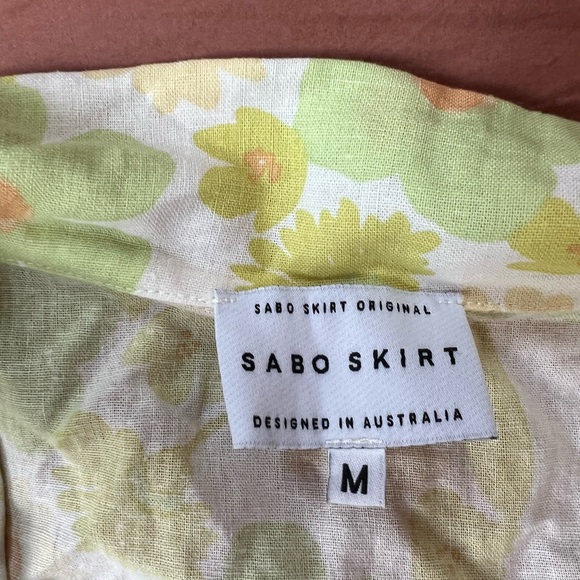 SABO SKIRT ORIGINAL
SABO SKIRT
DESIGNED IN AUSTRALIA
M